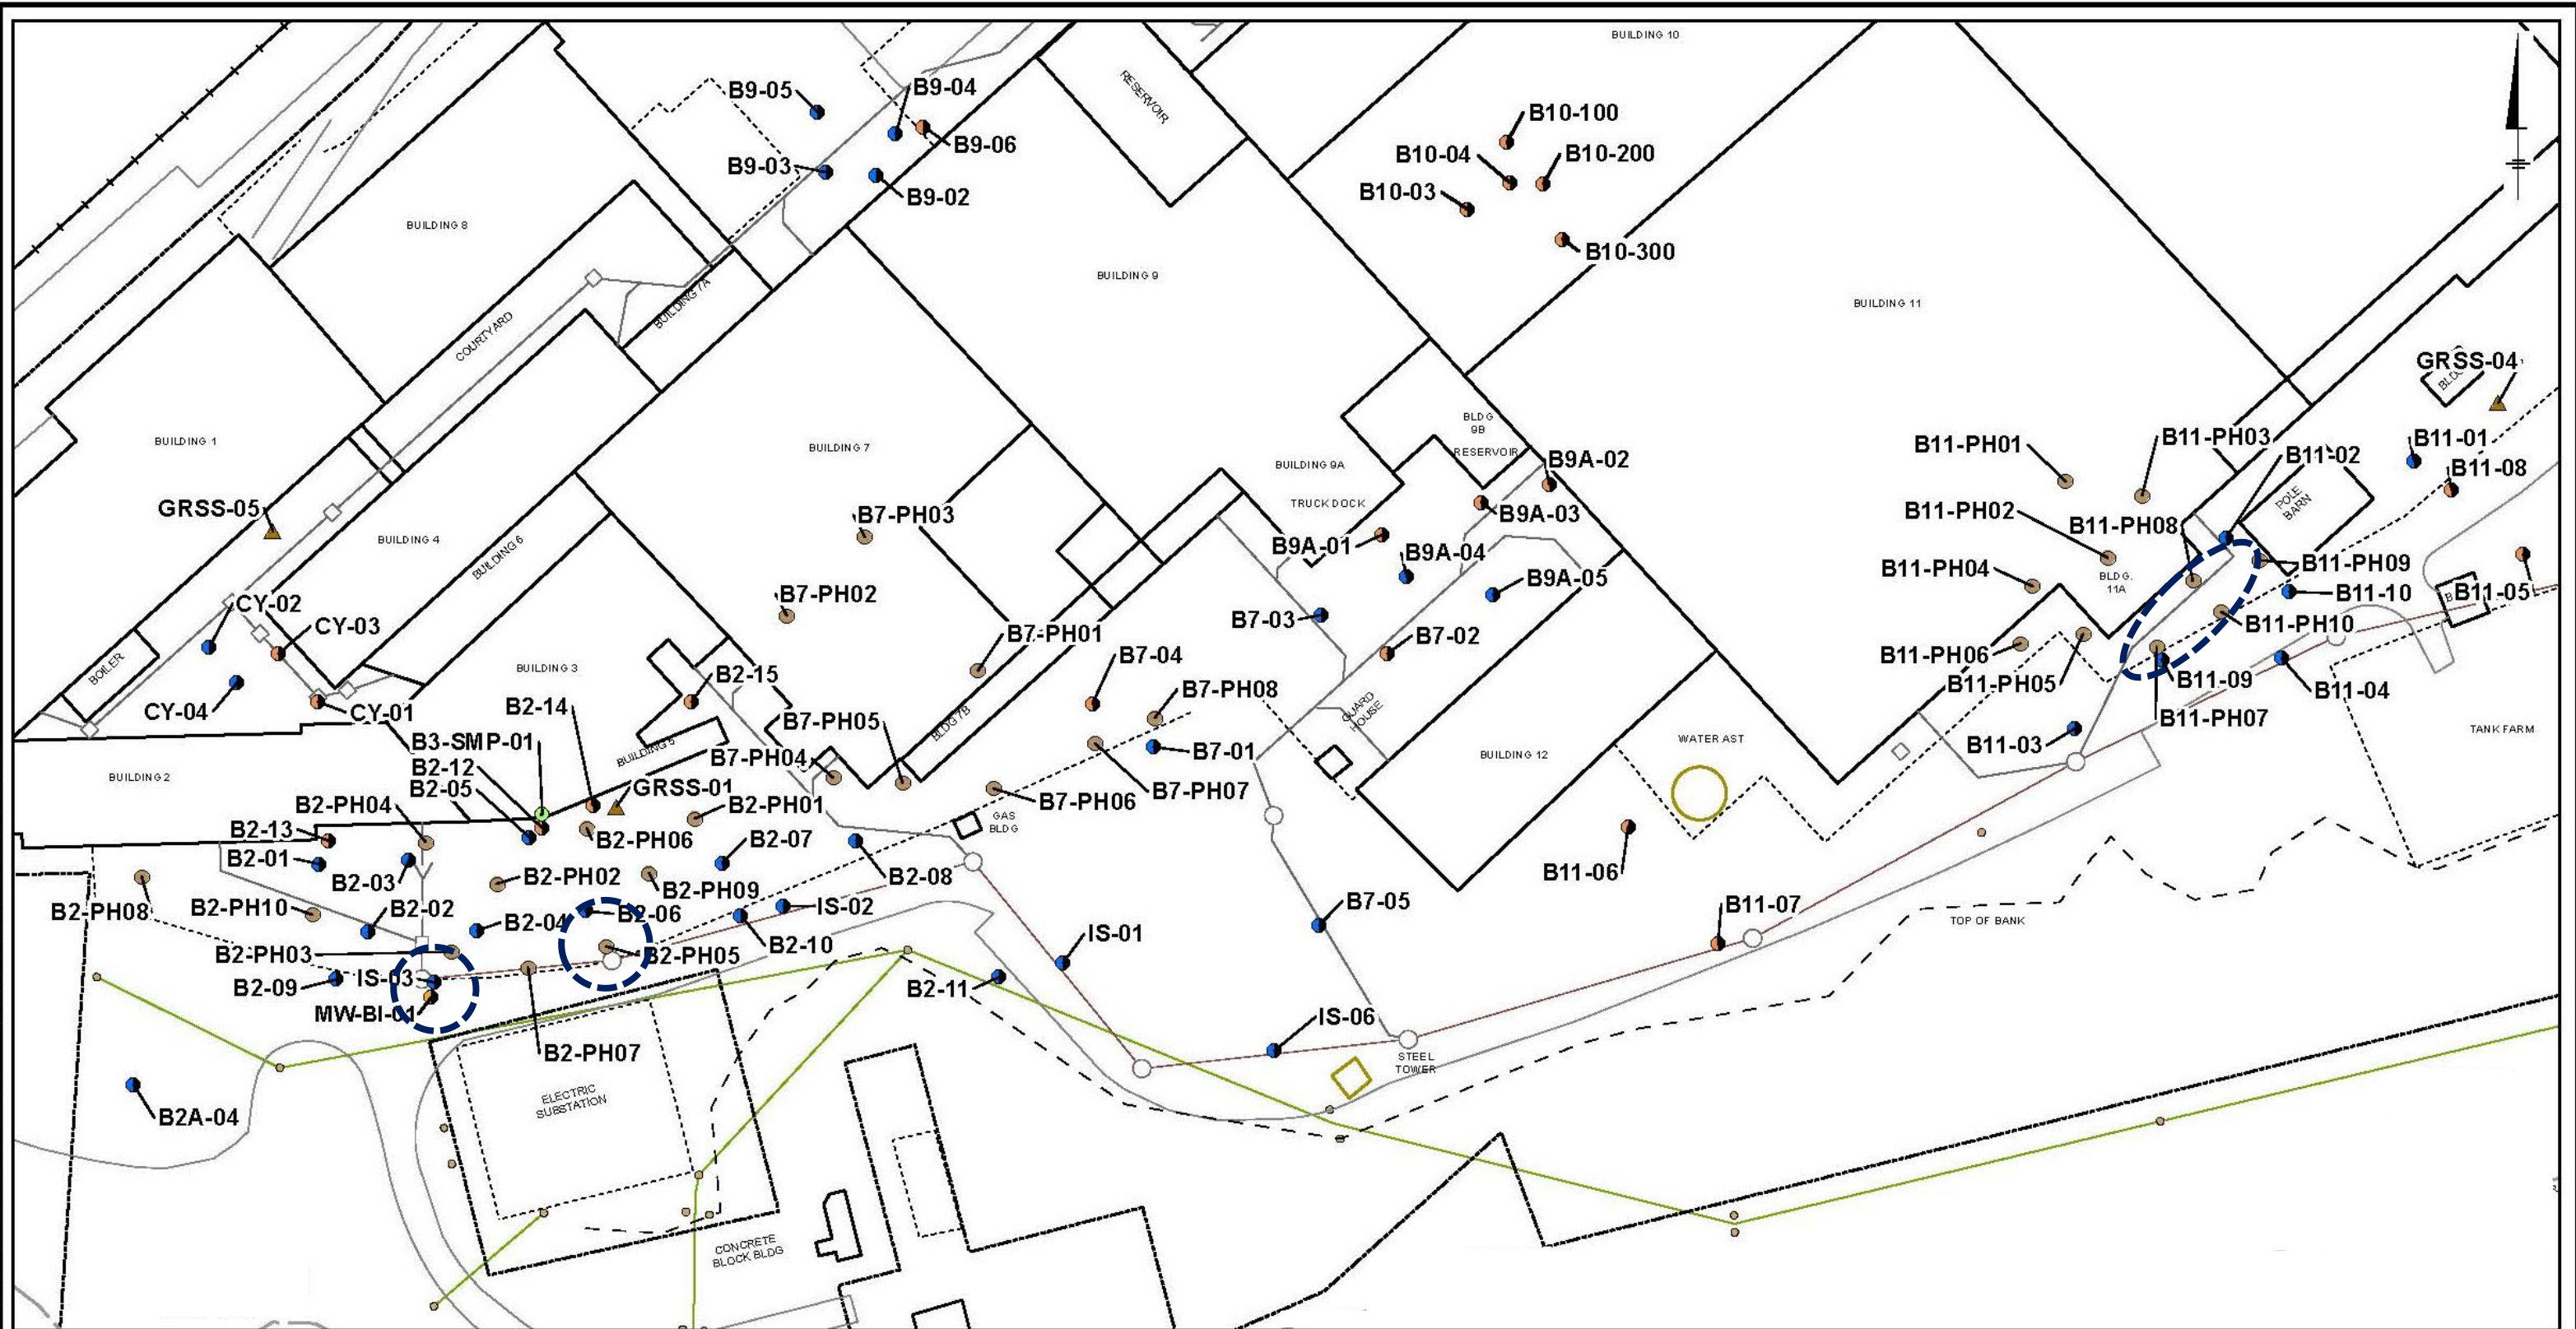 BUILDING 10
RESERVOIR
B9-05
B9-04
B9-06
B9-03
B9-02
B10-100
B10-04
B10-200
B10-03
B10-300
BUILDING 8
BUILDING 9
BUILDING 11
COURTYARD
BUILDING 7A
BUILDING 1
BUILDING 7
BLDG
9B
RESERVOIR
BUILDING 9A
TRUCK DOCK
B9A-02
B9A-03
B9A-01
B9A-04
B9A-05
GRSS-04
B11-01
B11-08
B11-PH01
B11-PH03
B11-02
POLE
BARN
B11-PH02
B11-PH08
B11-PH09
B11-PH04
BLDG.
11A
B11-10
B11-05
B11-PH10
B11-PH06
B11-PH05
B11-09
B11-04
B11-PH07
B11-03
TANK FARM
GRSS-05
BUILDING 4
BUILDING 6
B7-PH03
B7-PH02
B7-PH01
B7-03
B7-02
B7-04
B7-PH08
CY-02
CY-03
BOILER
CY-04
CY-01
BUILDING 3
B2-15
B2-14
B7-PH05
BLDG 7B
GUARD
HOUSE
B7-01
BUILDING 12
WATER AST
B3-SMP-01
BUILDING 5
B7-PH04
B2-12
B2-05
GRSS-01
B7-PH06
B7-PH07
BUILDING 2
B2-PH04
B2-PH01
GAS
BLDG
B2-13
B2-01
B2-PH06
B2-07
B2-03
B2-PH02
B2-PH09
B2-08
B11-06
B2-PH08
B2-PH10
B2-02
B2-04
B2-06
IS-02
B7-05
B11-07
TOP OF BANK
B2-PH03
B2-PH05
B2-10
IS-01
B2-09
IS-03
B2-11
MW-BI-01
IS-06
B2-PH07
STEEL
TOWER
ELECTRIC
SUBSTATION
B2A-04
CONCRETE
BLOCK BLDG